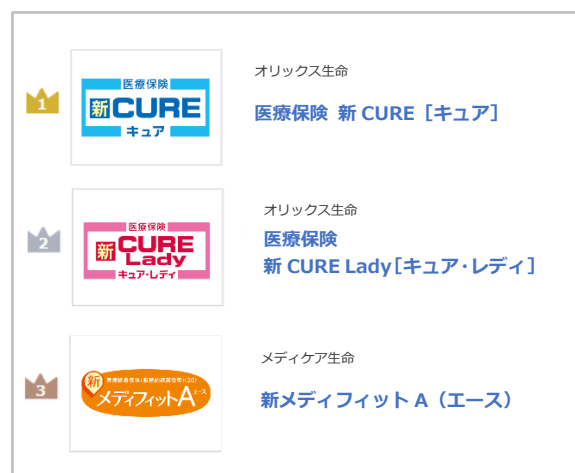 1
医療保険
新CURE
キュア
オリックス生命
医療保険 新 CURE［キュア］
2
医療保険
新 CURE
Lady
キュア・レディ
オリックス生命
医療保険
新 CURE Lady［キュア・レディ］
3
新
メディフィットA エース
メディケア生命
新メディフィット A（エース）